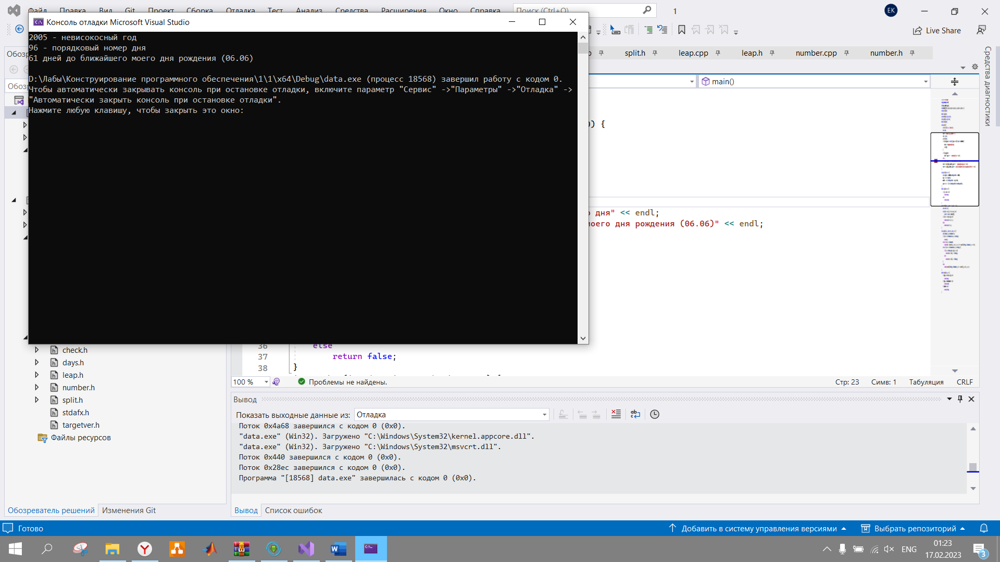 Файл Правка Вид Git Проект Сборка Отладка Тест Анализ Средства Расширения Окно Справка Поиск (Ctrl+Q) 1 EK
Консоль отладки Microsoft Visual Studio
Live Share
2005 - невисокосный год
96 - порядковый номер дня
61 дней до ближайшего моего дня рождения (06.06)
D:\Лабы\Конструирование программного обеспечения\1\1\x64\Debug\data.exe (процесс 18568) завершил работу с кодом 0.
Чтобы автоматически закрывать консоль при остановке отладки, включите параметр "Сервис" ->"Параметры" ->"Отладка" ->
"Автоматически закрыть консоль при остановке отладки".
Нажмите любую клавишу, чтобы закрыть это окно:
split.h leap.cpp leap.h number.cpp number.h
main()
Средства диагностики
) {
дня" << endl;
моего дня рождения (06.06)" << endl;
36 else
37 return false;
38 }
check.h
days.h
leap.h
number.h
split.h
stdafx.h
targetver.h
Файлы ресурсов
100 % Проблемы не найдены. Стр: 23 Симв: 1 Табуляция CRLF
Вывод
Показать выходные данные из: Отладка
Поток 0x4a68 завершился с кодом 0 (0x0).
"data.exe" (Win32). Загружено "C:\Windows\System32\kernel.appcore.dll".
"data.exe" (Win32). Загружено "C:\Windows\System32\msvcrt.dll".
Поток 0x440 завершился с кодом 0 (0x0).
Поток 0x28ec завершился с кодом 0 (0x0).
Программа "[18568] data.exe" завершилась с кодом 0 (0x0).
Обозреватель решений Изменения Git
Вывод Список ошибок
Готово
Добавить в систему управления версиями Выбрать репозиторий
ENG
01:23
17.02.2023
3